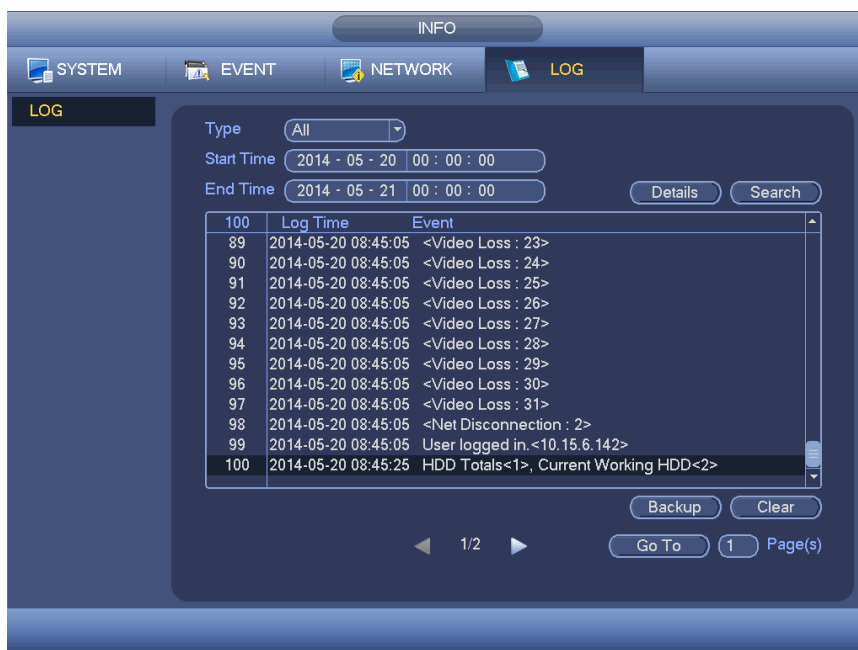 INFO
SYSTEM EVENT NETWORK LOG
LOG
Type All
Start Time 2014 - 05 - 20 00 : 00 : 00
End Time 2014 - 05 - 21 00 : 00 : 00 Details Search
100 Log Time Event
89 2014-05-20 08:45:05 <Video Loss : 23>
90 2014-05-20 08:45:05 <Video Loss : 24>
91 2014-05-20 08:45:05 <Video Loss : 25>
92 2014-05-20 08:45:05 <Video Loss : 26>
93 2014-05-20 08:45:05 <Video Loss : 27>
94 2014-05-20 08:45:05 <Video Loss : 28>
95 2014-05-20 08:45:05 <Video Loss : 29>
96 2014-05-20 08:45:05 <Video Loss : 30>
97 2014-05-20 08:45:05 <Video Loss : 31>
98 2014-05-20 08:45:05 <Net Disconnection : 2>
99 2014-05-20 08:45:05 User logged in.<10.15.6.142>
100 2014-05-20 08:45:25 HDD Totals<1>, Current Working HDD<2>
Backup Clear
1/2 Go To 1 Page(s)